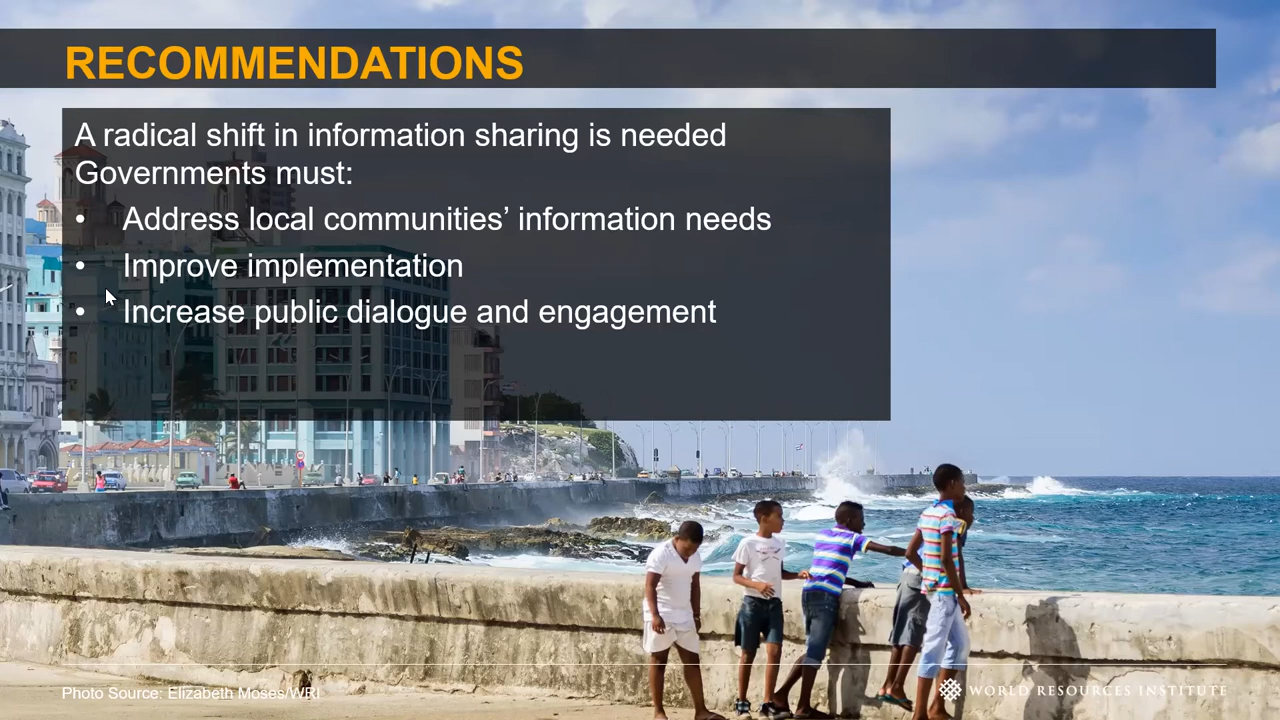 RECOMMENDATIONS
A radical shift in information sharing is needed
Governments must:
• Address local communities’ information needs
• Improve implementation
• Increase public dialogue and engagement
Photo Source: Elizabeth Moses/WRI
WORLD RESOURCES INSTITUTE